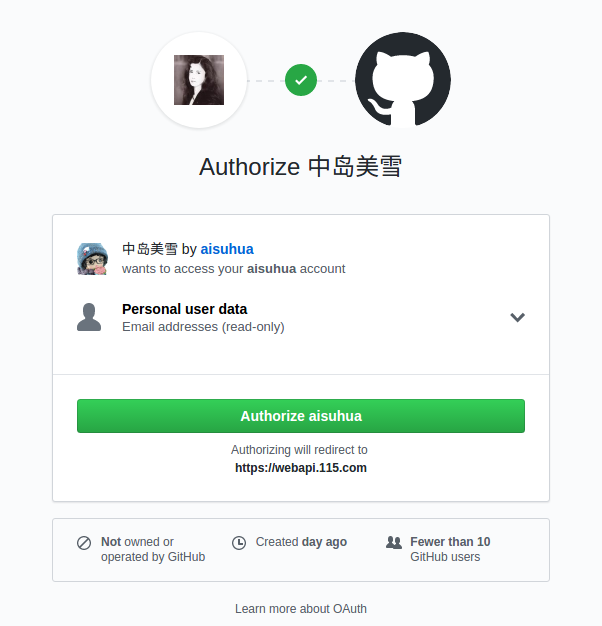 Authorize 中岛美雪
中岛美雪 by aisuhua
wants to access your aisuhua account
Personal user data
Email addresses (read-only)
Authorize aisuhua
Authorizing will redirect to
https://webapi.115.com
Not owned or
operated by GitHub
Created day ago
Fewer than 10
GitHub users
Learn more about OAuth